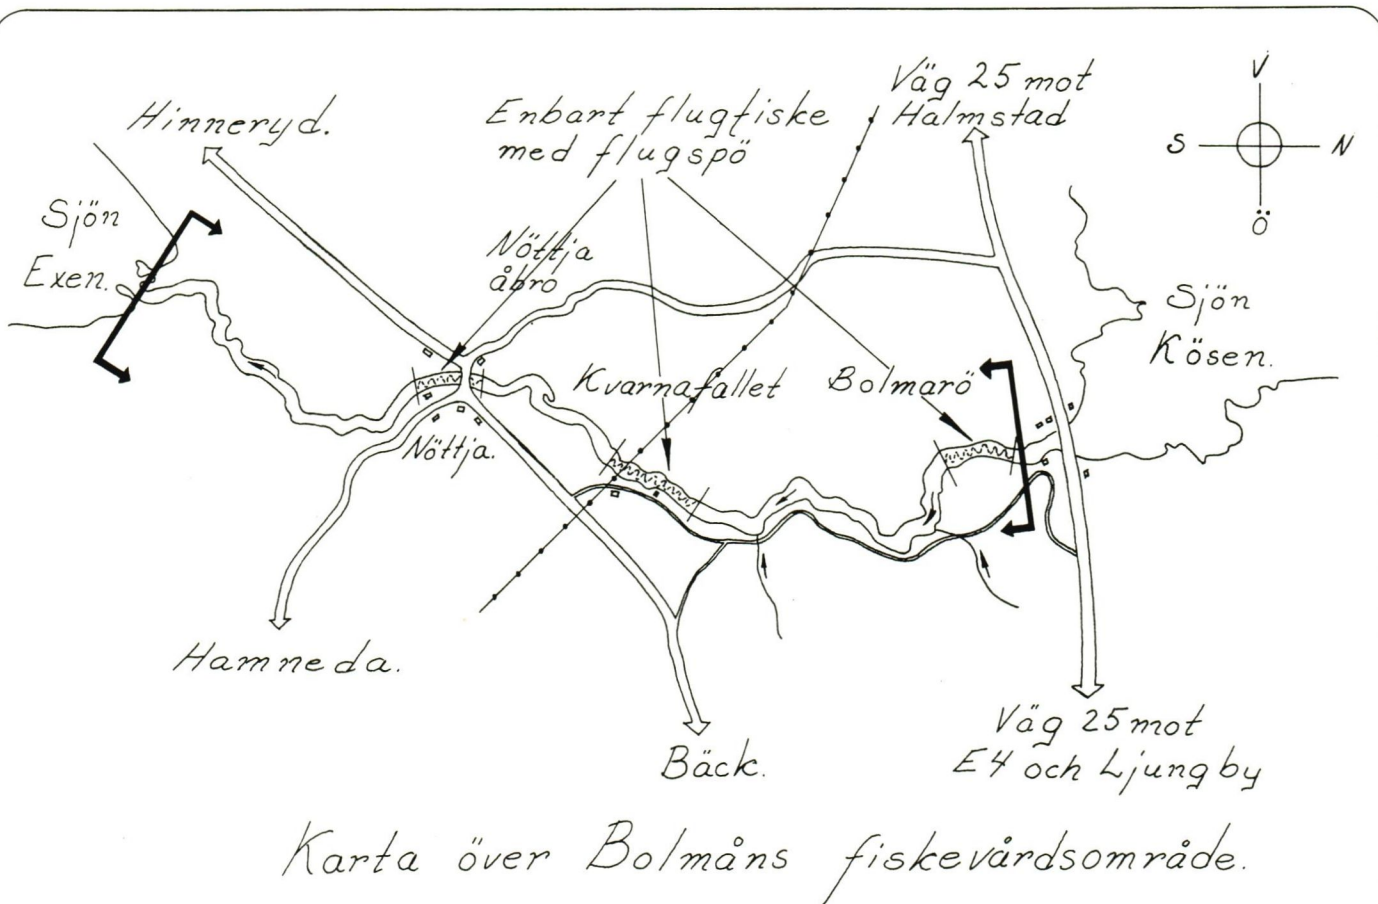 Väg 25 mot
Halmstad
Hinneryd.
Enbart flugfiske
med flugspö
V
S
N
Ö
Sjön
Exen.
Nöttja
åbro
Sjön
Kösen.
Kvarnafallet
Bolmarö
Nöttja.
Hamneda.
Bäck.
Väg 25 mot
E4 och Ljungby
Karta över Bolmåns fiskevårdsområde.